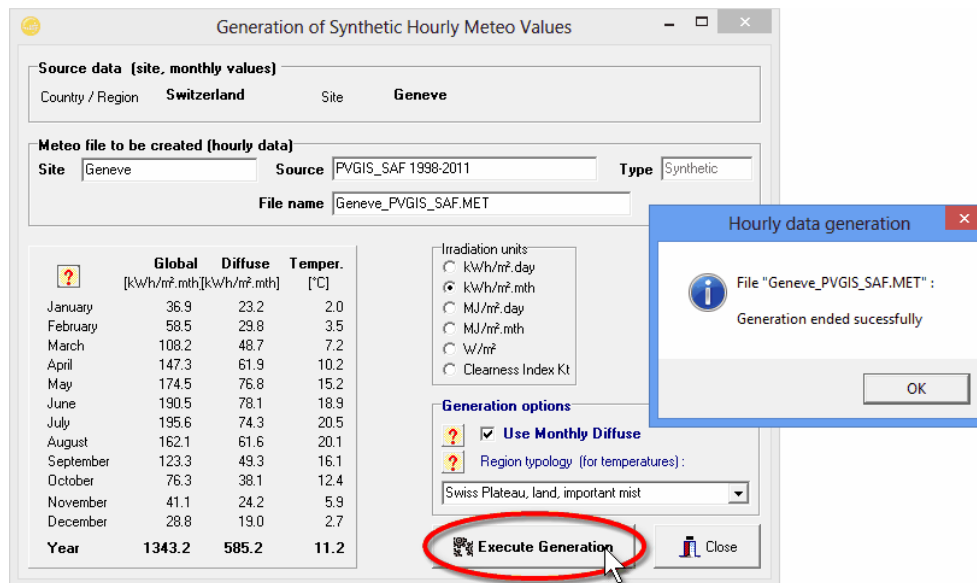 Generation of Synthetic Hourly Meteo Values
Source data (site, monthly values)
Country / Region Switzerland Site Geneve
Meteo file to be created (hourly data)
Site Geneve Source PVGIS_SAF 1998-2011 Type Synthetic
File name Geneve_PVGIS_SAF.MET
? Global Diffuse Temper.
[kWh/m².mth] [kWh/m².mth] [°C]
January 36.9 23.2 2.0
February 58.5 29.8 3.5
March 108.2 48.7 7.2
April 147.3 61.9 10.2
May 174.5 76.8 15.2
June 190.5 78.1 18.9
July 195.6 74.3 20.5
August 162.1 61.6 20.1
September 123.3 49.3 16.1
October 76.3 38.1 12.4
November 41.1 24.2 5.9
December 28.8 19.0 2.7
Year 1343.2 585.2 11.2
Irradiation units
kWh/m².day
kWh/m².mth
MJ/m².day
MJ/m².mth
W/m²
Clearness Index Kt
Generation options
? Use Monthly Diffuse
? Region typology (for temperatures) :
Swiss Plateau, land, important mist
Execute Generation
Close
Hourly data generation
File "Geneve_PVGIS_SAF.MET" :
Generation ended sucessfully
OK